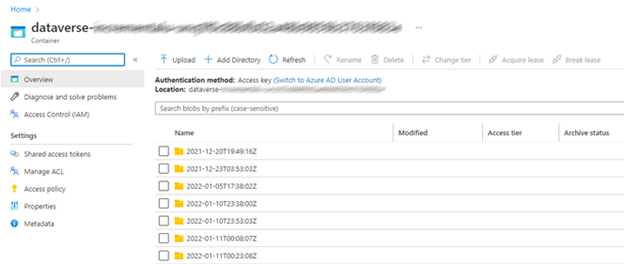 Home >
dataverse-
...
Container
Search (Ctrl+/)
«
Overview
Diagnose and solve problems
Access Control (IAM)
Settings
Shared access tokens
Manage ACL
Access policy
Properties
Metadata
Upload + Add Directory Refresh Rename Delete Change tier Acquire lease Break lease
Authentication method: Access key (Switch to Azure AD User Account)
Location: dataverse-
Search blobs by prefix (case-sensitive)
Name Modified Access tier Archive status
2021-12-20T19:49:16Z
2021-12-23T03:53:03Z
2022-01-05T17:38:02Z
2022-01-10T23:38:00Z
2022-01-10T23:53:03Z
2022-01-11T00:08:07Z
2022-01-11T00:23:08Z